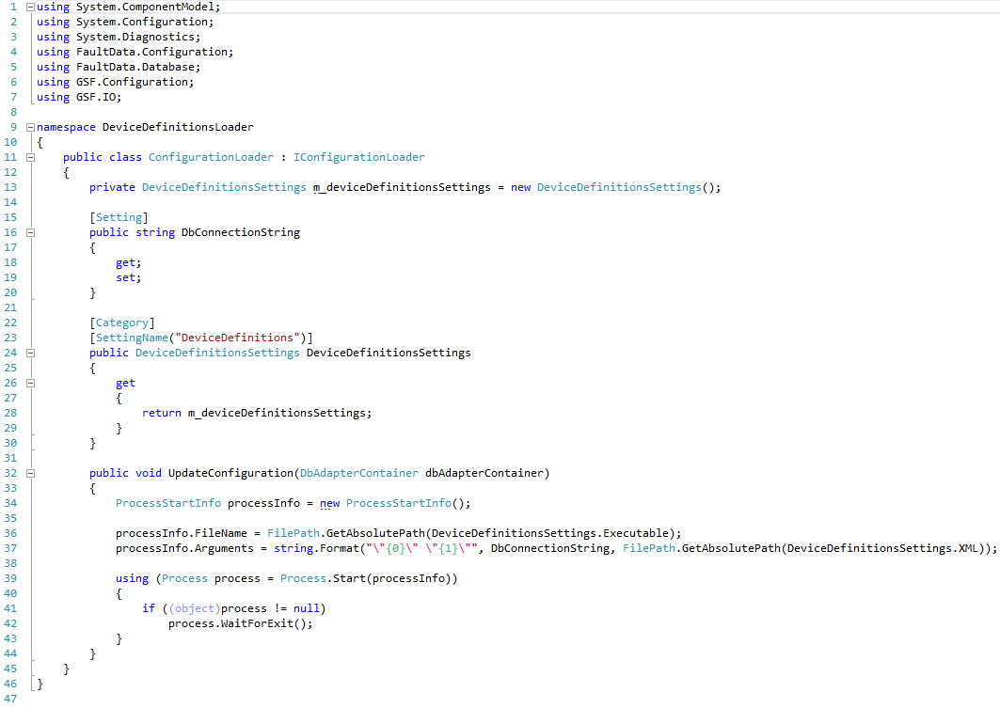 1 using System.ComponentModel;
2 using System.Configuration;
3 using System.Diagnostics;
4 using FaultData.Configuration;
5 using FaultData.Database;
6 using GSF.Configuration;
7 using GSF.IO;
8
9 namespace DeviceDefinitionsLoader
10 {
11     public class ConfigurationLoader : IConfigurationLoader
12     {
13         private DeviceDefinitionsSettings m_deviceDefinitionsSettings = new DeviceDefinitionsSettings();
14
15         [Setting]
16         public string DbConnectionString
17         {
18             get;
19             set;
20         }
21
22         [Category]
23         [SettingName("DeviceDefinitions")]
24         public DeviceDefinitionsSettings DeviceDefinitionsSettings
25         {
26             get
27             {
28                 return m_deviceDefinitionsSettings;
29             }
30         }
31
32         public void UpdateConfiguration(DbAdapterContainer dbAdapterContainer)
33         {
34             ProcessStartInfo processInfo = new ProcessStartInfo();
35
36             processInfo.FileName = FilePath.GetAbsolutePath(DeviceDefinitionsSettings.Executable);
37             processInfo.Arguments = string.Format("\"{0}\" \"{1}\"", DbConnectionString, FilePath.GetAbsolutePath(DeviceDefinitionsSettings.XML));
38
39             using (Process process = Process.Start(processInfo))
40             {
41                 if ((object)process != null)
42                     process.WaitForExit();
43             }
44         }
45     }
46 }
47